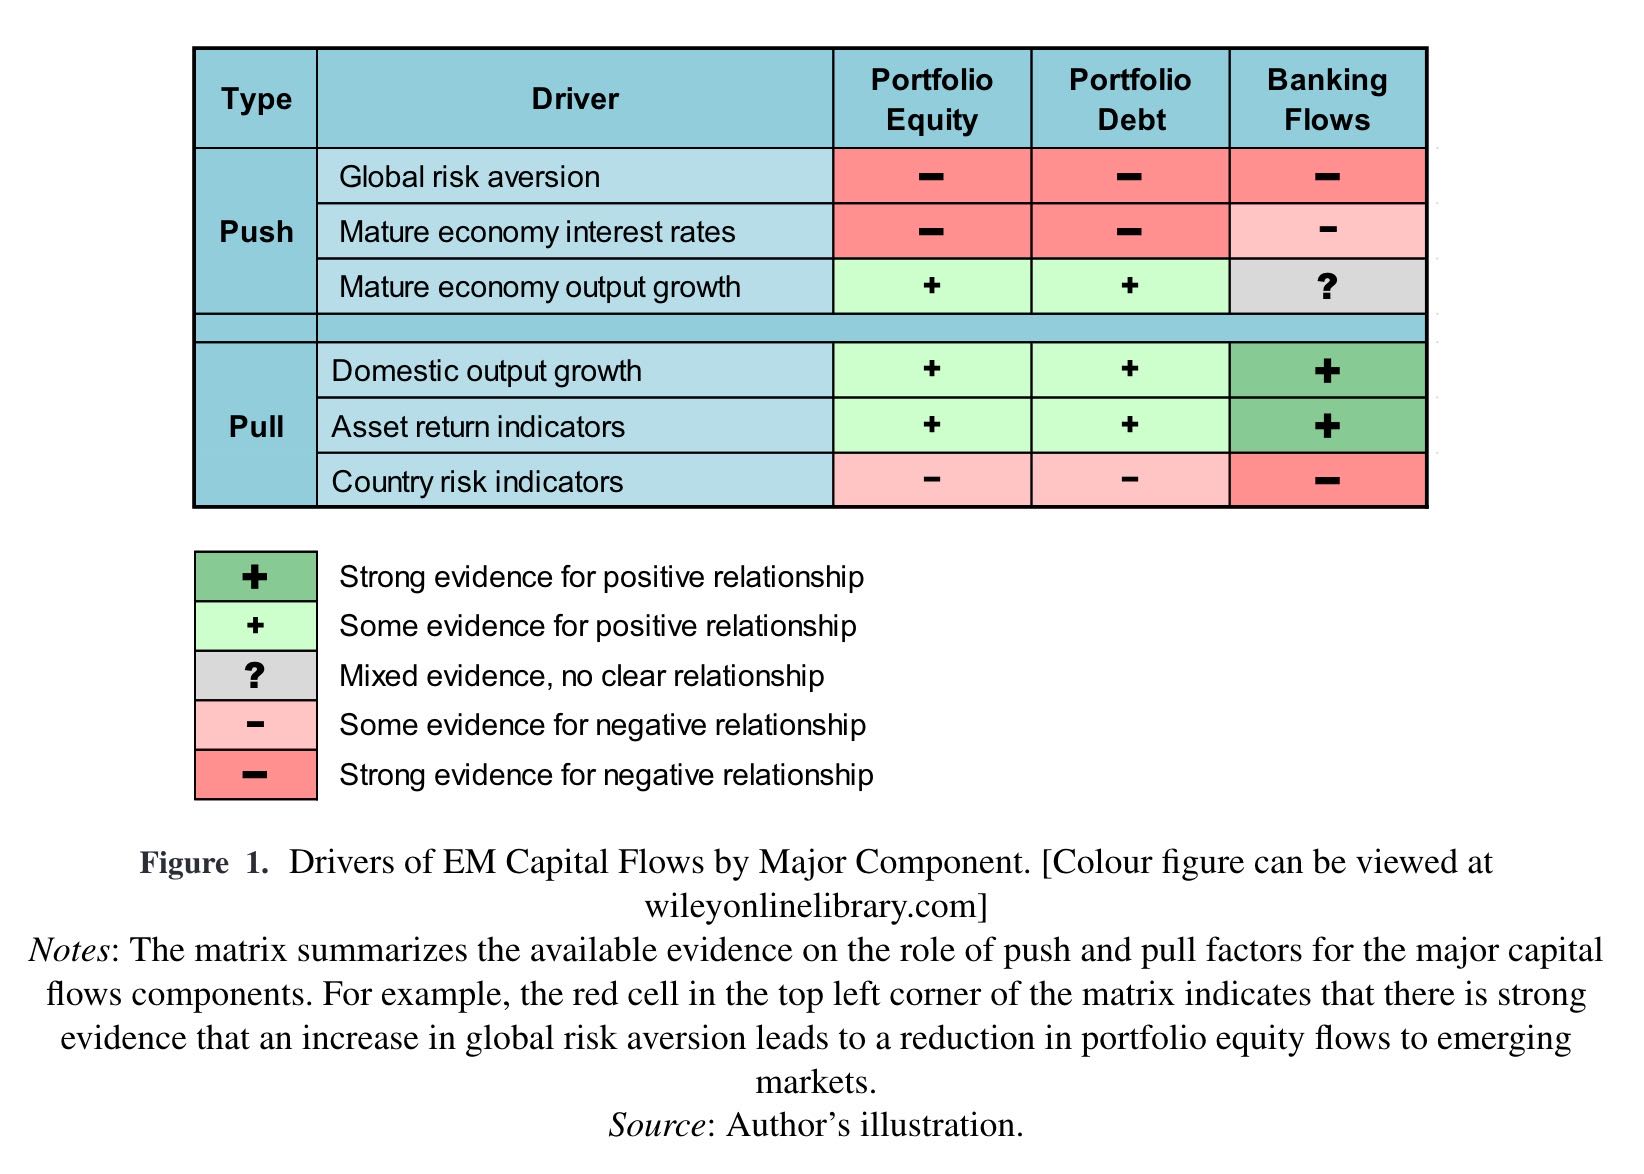 Type Driver Portfolio Equity Portfolio Debt Banking Flows
Push
Global risk aversion − − −
Mature economy interest rates − − -
Mature economy output growth + + ?
Pull
Domestic output growth + + +
Asset return indicators + + +
Country risk indicators - - −
+ Strong evidence for positive relationship
+ Some evidence for positive relationship
? Mixed evidence, no clear relationship
- Some evidence for negative relationship
− Strong evidence for negative relationship
Figure 1. Drivers of EM Capital Flows by Major Component. [Colour figure can be viewed at
wileyonlinelibrary.com]
Notes: The matrix summarizes the available evidence on the role of push and pull factors for the major capital
flows components. For example, the red cell in the top left corner of the matrix indicates that there is strong
evidence that an increase in global risk aversion leads to a reduction in portfolio equity flows to emerging
markets.
Source: Author's illustration.